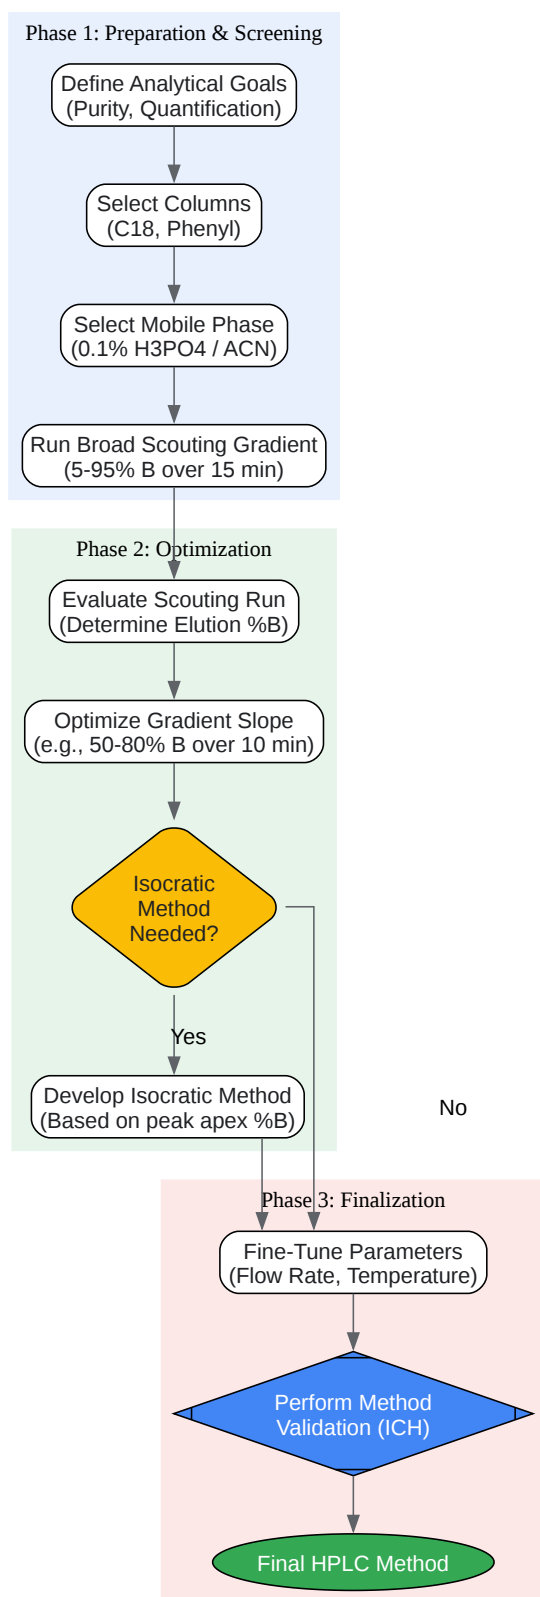 Phase 1: Preparation & Screening
Define Analytical Goals
(Purity, Quantification)
Select Columns
(C18, Phenyl)
Select Mobile Phase
(0.1% H3PO4 / ACN)
Run Broad Scouting Gradient
(5-95% B over 15 min)
Phase 2: Optimization
Evaluate Scouting Run
(Determine Elution %B)
Optimize Gradient Slope
(e.g., 50-80% B over 10 min)
Isocratic
Method
Needed?
Yes
Develop Isocratic Method
(Based on peak apex %B)
No
Phase 3: Finalization
Fine-Tune Parameters
(Flow Rate, Temperature)
Perform Method
Validation (ICH)
Final HPLC Method